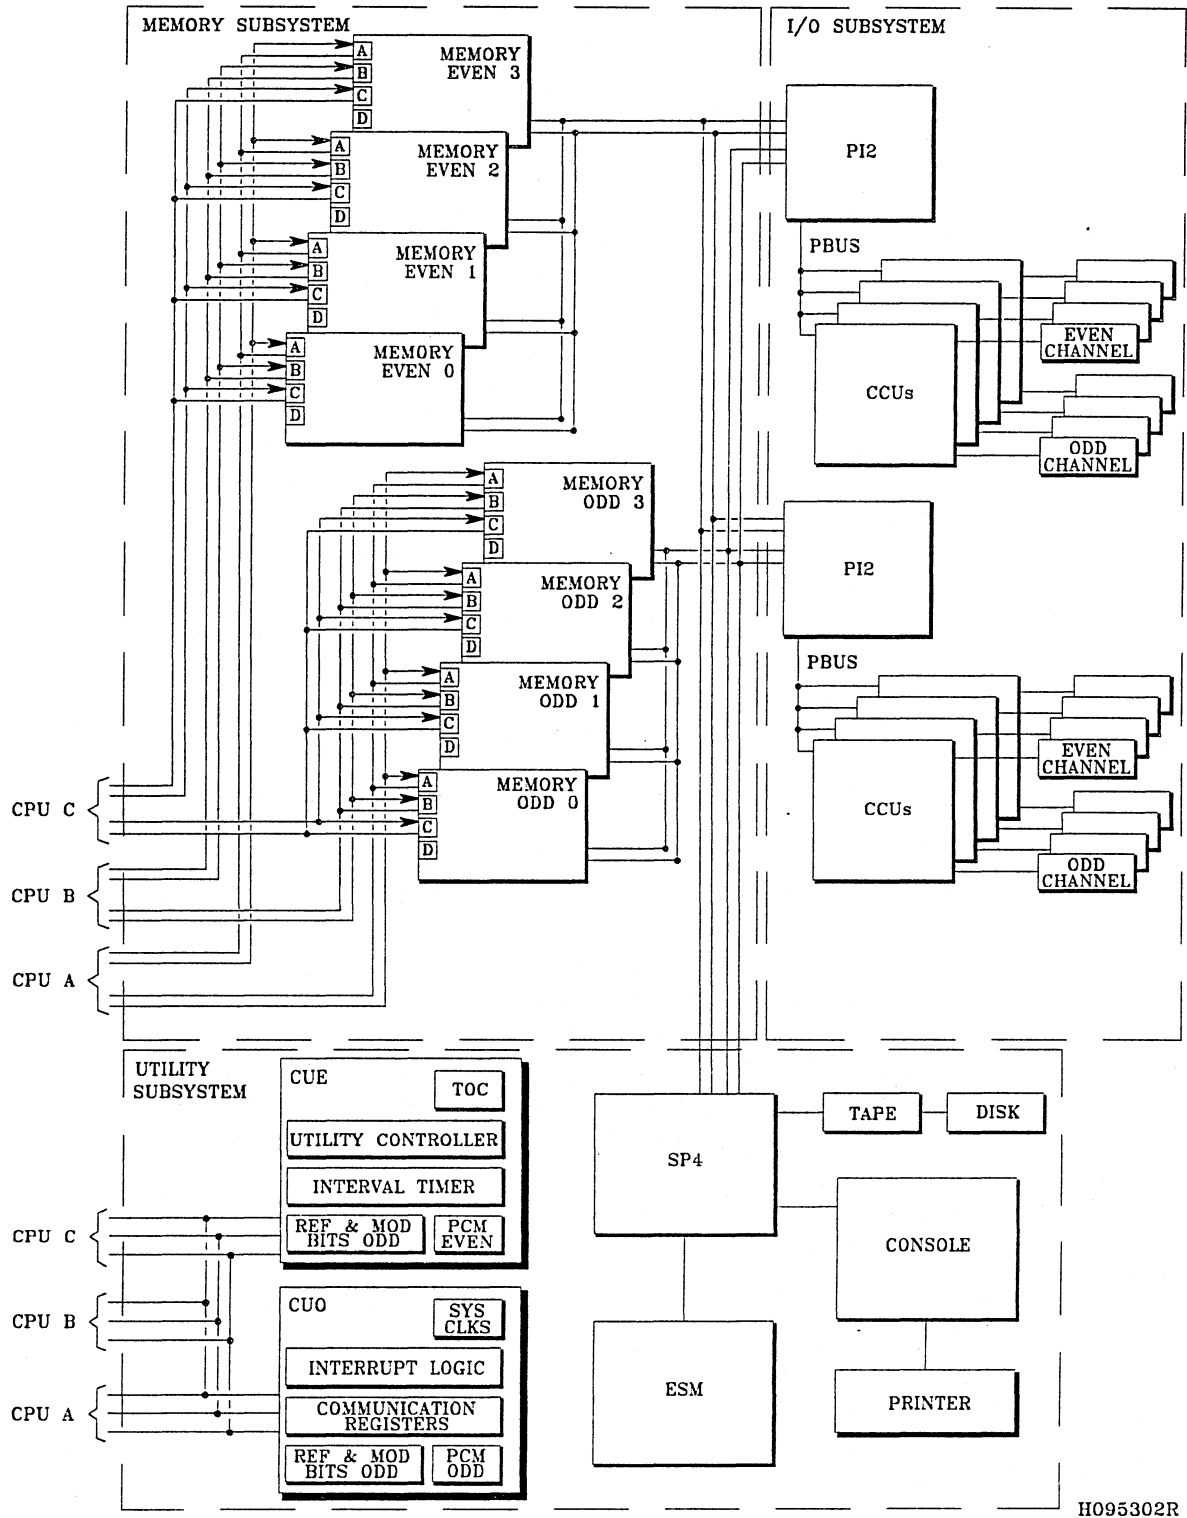 MEMORY SUBSYSTEM
A
B
C
D
MEMORY
EVEN 3
A
B
C
D
MEMORY
EVEN 2
A
B
C
D
MEMORY
EVEN 1
A
B
C
D
MEMORY
EVEN 0
A
B
C
D
MEMORY
ODD 3
A
B
C
D
MEMORY
ODD 2
A
B
C
D
MEMORY
ODD 1
A
B
C
D
MEMORY
ODD 0
CPU C
CPU B
CPU A
I/O SUBSYSTEM
PI2
PBUS
CCUs
EVEN
CHANNEL
ODD
CHANNEL
PI2
PBUS
CCUs
EVEN
CHANNEL
ODD
CHANNEL
UTILITY
SUBSYSTEM
CUE
TOC
UTILITY CONTROLLER
INTERVAL TIMER
REF & MOD
BITS ODD
PCM
EVEN
CPU C
CPU B
CPU A
CUO
SYS
CLKS
INTERRUPT LOGIC
COMMUNICATION
REGISTERS
REF & MOD
BITS ODD
PCM
ODD
SP4
TAPE
DISK
CONSOLE
ESM
PRINTER
H095302R